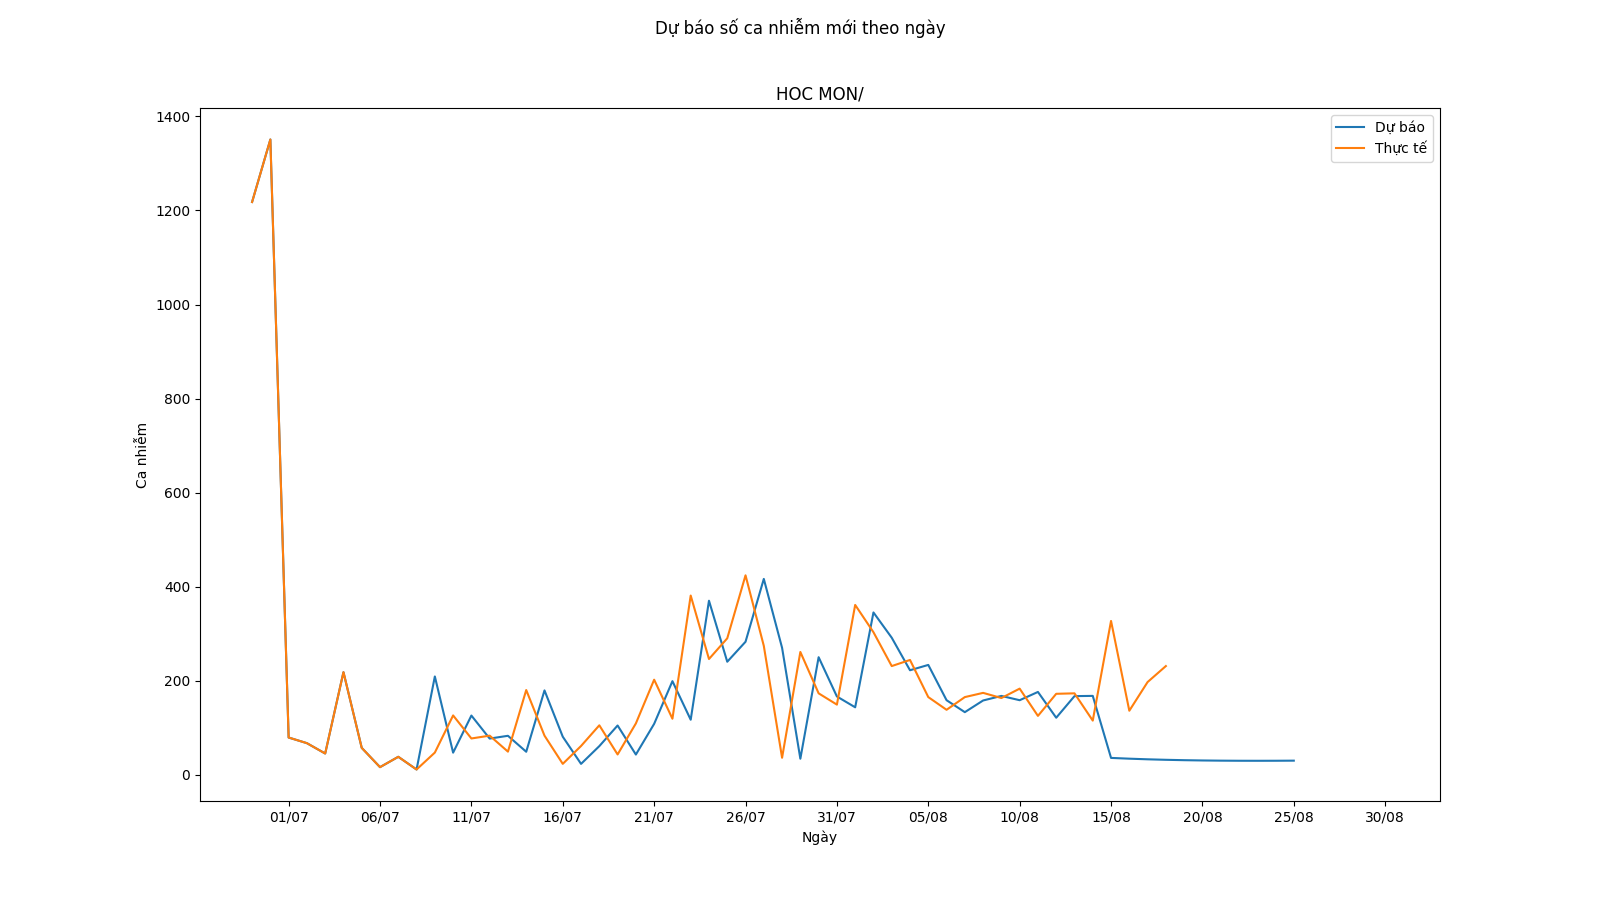 Dự báo số ca nhiễm mới theo ngày
HOC MON/
1400
1200
1000
800
600
400
200
0
Ca nhiễm
Dự báo
Thực tế
01/07 06/07 11/07 16/07 21/07 26/07 31/07 05/08 10/08 15/08 20/08 25/08 30/08
Ngày